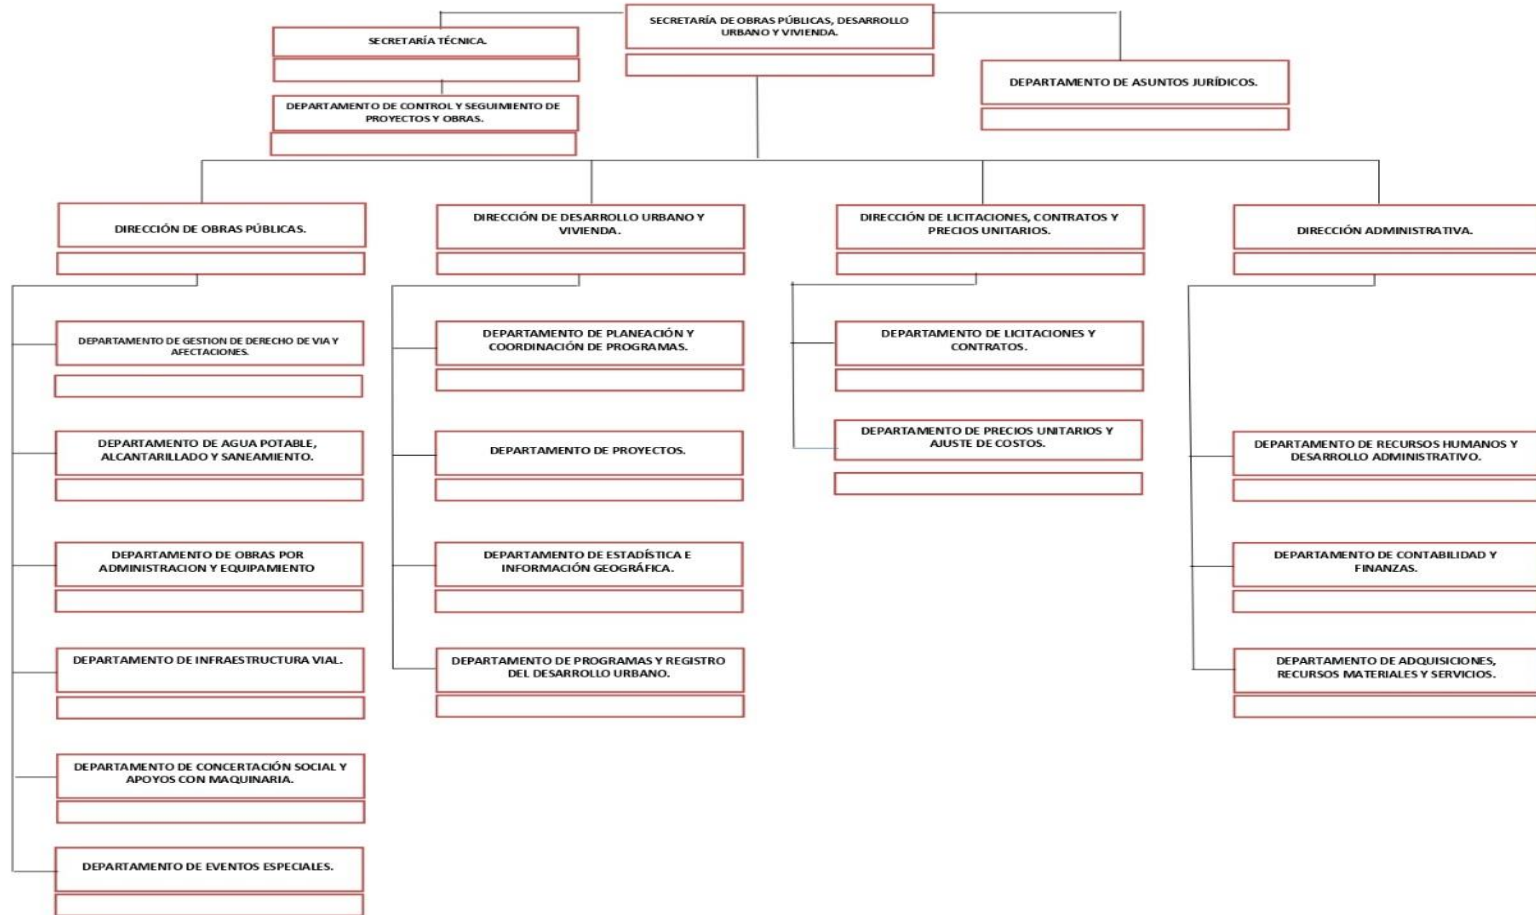 SECRETARÍA DE OBRAS PÚBLICAS, DESARROLLO
URBANO Y VIVIENDA.
SECRETARÍA TÉCNICA.
DEPARTAMENTO DE ASUNTOS JURÍDICOS.
DEPARTAMENTO DE CONTROL Y SEGUIMIENTO DE
PROYECTOS Y OBRAS.
DIRECCIÓN DE OBRAS PÚBLICAS.
DEPARTAMENTO DE GESTION DE DERECHO DE VIA Y
AFECTACIONES.
DEPARTAMENTO DE AGUA POTABLE,
ALCANTARILLADO Y SANEAMIENTO.
DEPARTAMENTO DE OBRAS POR
ADMINISTRACION Y EQUIPAMIENTO
DEPARTAMENTO DE INFRAESTRUCTURA VIAL.
DEPARTAMENTO DE CONCERTACIÓN SOCIAL Y
APOYOS CON MAQUINARIA.
DEPARTAMENTO DE EVENTOS ESPECIALES.
DIRECCIÓN DE DESARROLLO URBANO Y
VIVIENDA.
DEPARTAMENTO DE PLANEACIÓN Y
COORDINACIÓN DE PROGRAMAS.
DEPARTAMENTO DE PROYECTOS.
DEPARTAMENTO DE ESTADÍSTICA E
INFORMACIÓN GEOGRÁFICA.
DEPARTAMENTO DE PROGRAMAS Y REGISTRO
DEL DESARROLLO URBANO.
DIRECCIÓN DE LICITACIONES, CONTRATOS Y
PRECIOS UNITARIOS.
DEPARTAMENTO DE LICITACIONES Y
CONTRATOS.
DEPARTAMENTO DE PRECIOS UNITARIOS Y
AJUSTE DE COSTOS.
DIRECCIÓN ADMINISTRATIVA.
DEPARTAMENTO DE RECURSOS HUMANOS Y
DESARROLLO ADMINISTRATIVO.
DEPARTAMENTO DE CONTABILIDAD Y
FINANZAS.
DEPARTAMENTO DE ADQUISICIONES,
RECURSOS MATERIALES Y SERVICIOS.